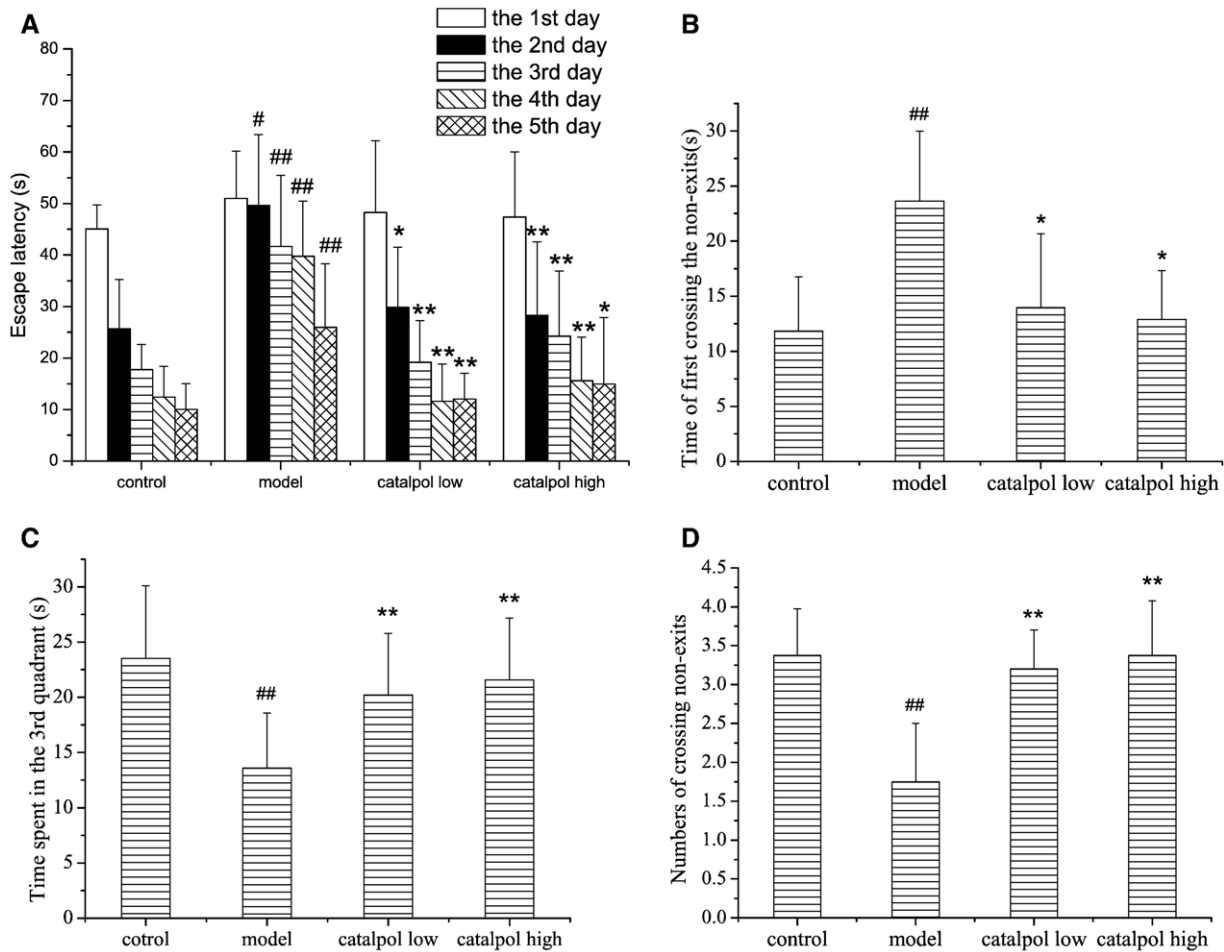 A
the 1st day
the 2nd day
the 3rd day
the 4th day
the 5th day
Escape latency (s)
80
70
60
50
40
30
20
10
0
#
##
##
##
*
**
**
**
**
**
**
*
control
model
catalpol low
catalpol high
B
Time of first crossing the non-exits(s)
30
25
20
15
10
5
0
##
*
*
control
model
catalpol low
catalpol high
C
Time spent in the 3rd quadrant (s)
30
25
20
15
10
5
0
##
**
**
cotrol
model
catalpol low
catalpol high
D
Numbers of crossing non-exits
4.5
4.0
3.5
3.0
2.5
2.0
1.5
1.0
0.5
0.0
##
**
**
control
model
catalpol low
catalpol high